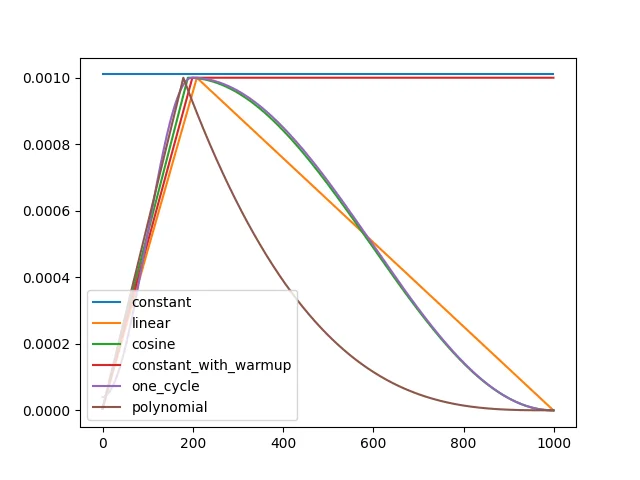 0.0010
0.0008
0.0006
0.0004
0.0002
0.0000
constant
linear
cosine
constant_with_warmup
one_cycle
polynomial
0 200 400 600 800 1000